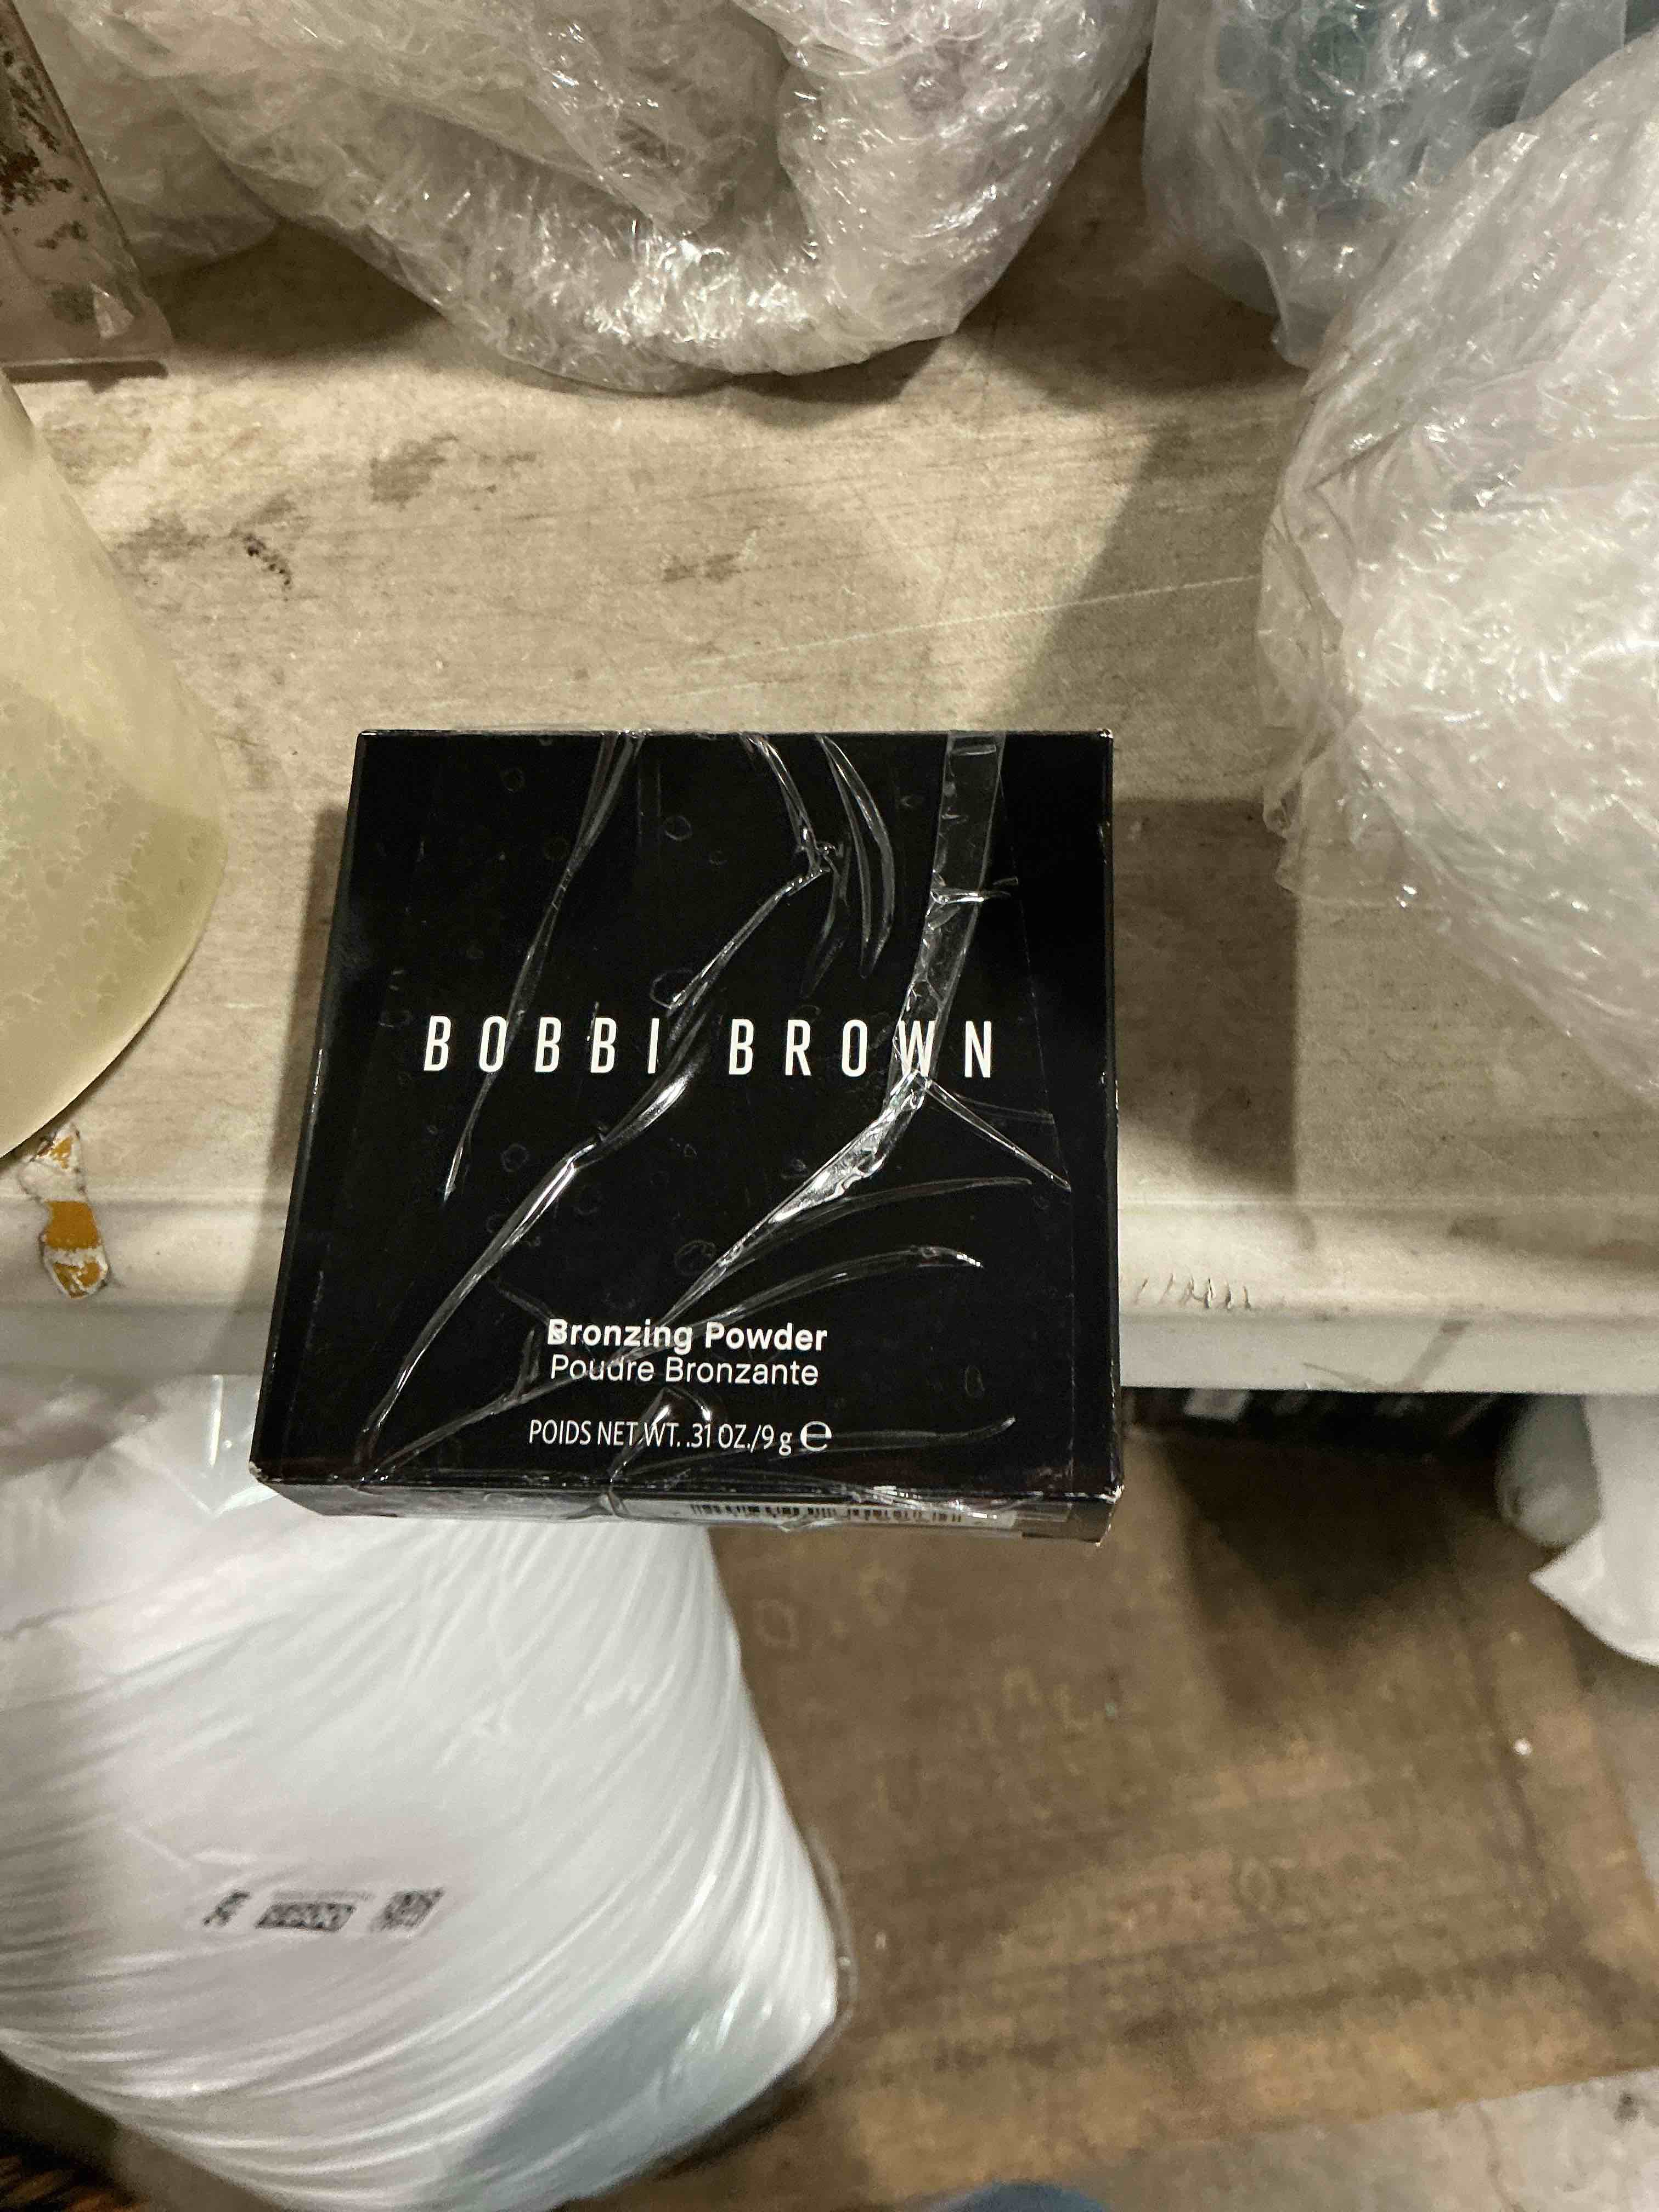 BOBBI BROWN
Bronzing Powder
Poudre Bronzante
POIDS NET WT. .31 OZ./9 g ℮